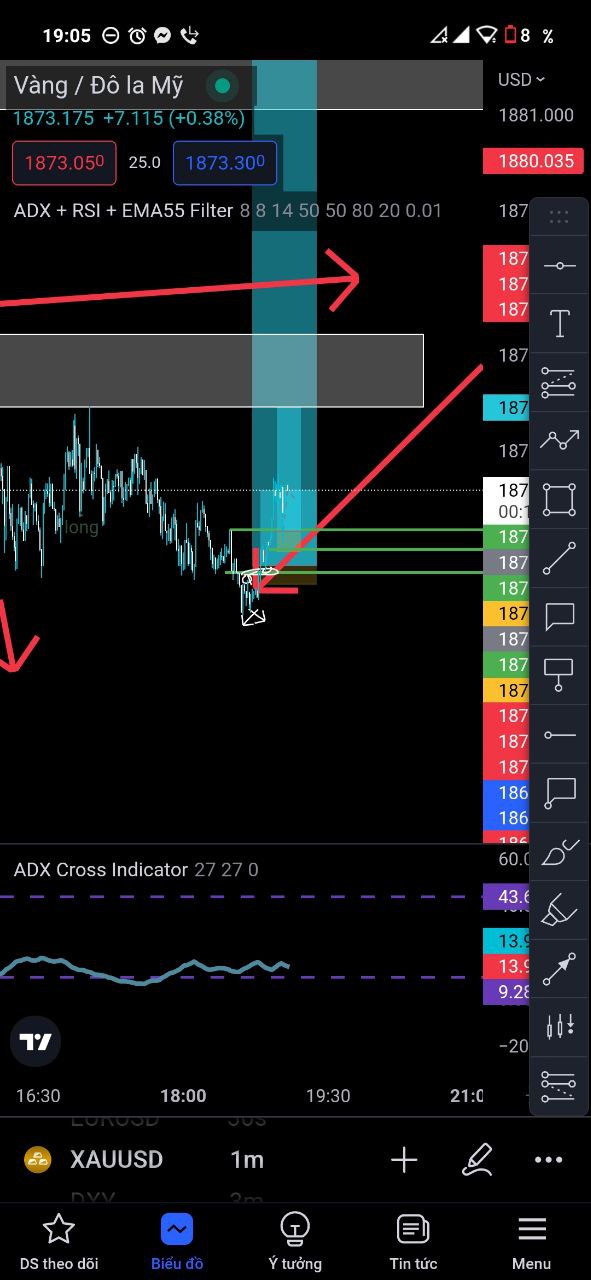 19:05 8 %
Vàng / Đô la Mỹ
USD
1873.175 +7.115 (+0.38%)
1881.000
1873.050 25.0 1873.300
1880.035
ADX + RSI + EMA55 Filter 8 8 14 50 50 80 20 0.01
187
187
187
187
187
187
187
long
187
00:1
187
187
187
187
187
187
187
187
187
187
186
186
ADX Cross Indicator 27 27 0
60.0
43.6
13.9
13.9
9.28
−20
16:30 18:00 19:30 21:0
EURUSD 30s
XAUUSD 1m
DXY 3m
DS theo dõi Biểu đồ Ý tưởng Tin tức Menu